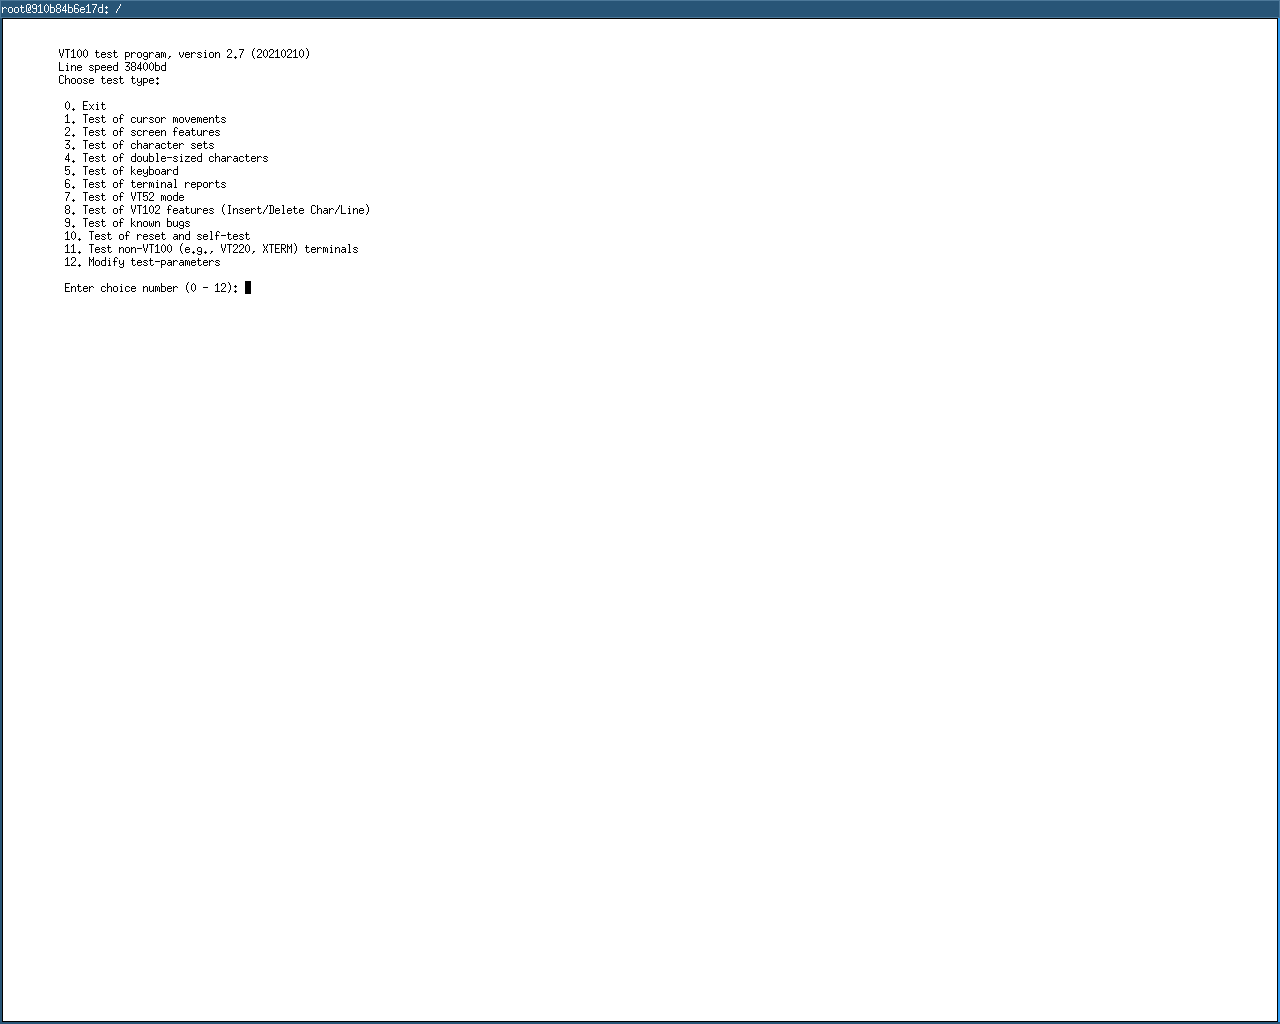 root@910b84b6e17d: /
VT100 test program, version 2.7 (20210210)
Line speed 38400bd
Choose test type:
0. Exit
1. Test of cursor movements
2. Test of screen features
3. Test of character sets
4. Test of double-sized characters
5. Test of keyboard
6. Test of terminal reports
7. Test of VT52 mode
8. Test of VT102 features (Insert/Delete Char/Line)
9. Test of known bugs
10. Test of reset and self-test
11. Test non-VT100 (e.g., VT220, XTERM) terminals
12. Modify test-parameters
Enter choice number (0 - 12):